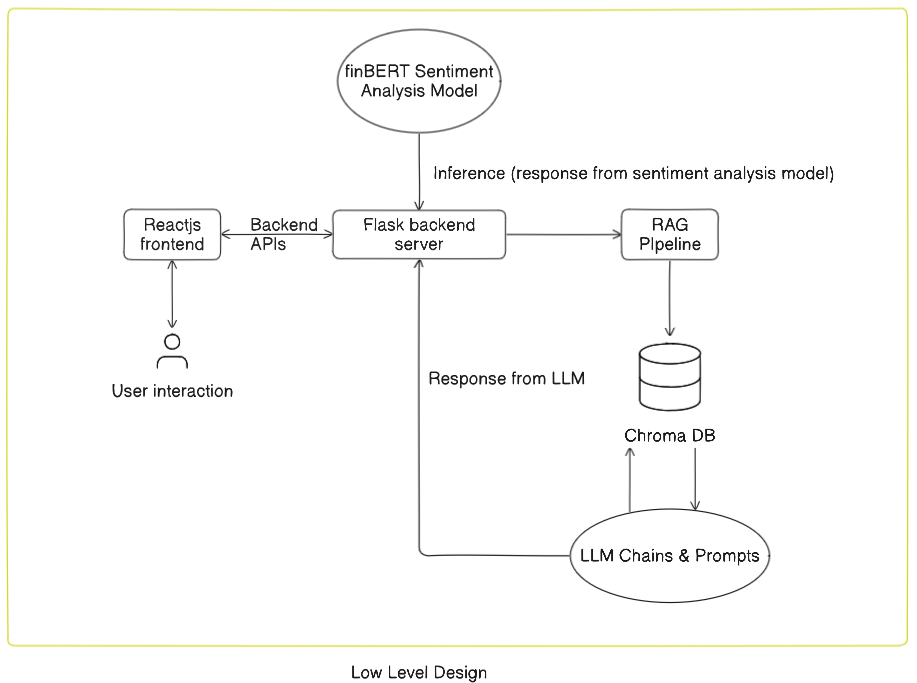 finBERT Sentiment
Analysis Model
Inference (response from sentiment analysis model)
Reactjs
frontend
Backend
APIs
Flask backend
server
RAG
PIpeline
User interaction
Response from LLM
Chroma DB
LLM Chains & Prompts
Low Level Design